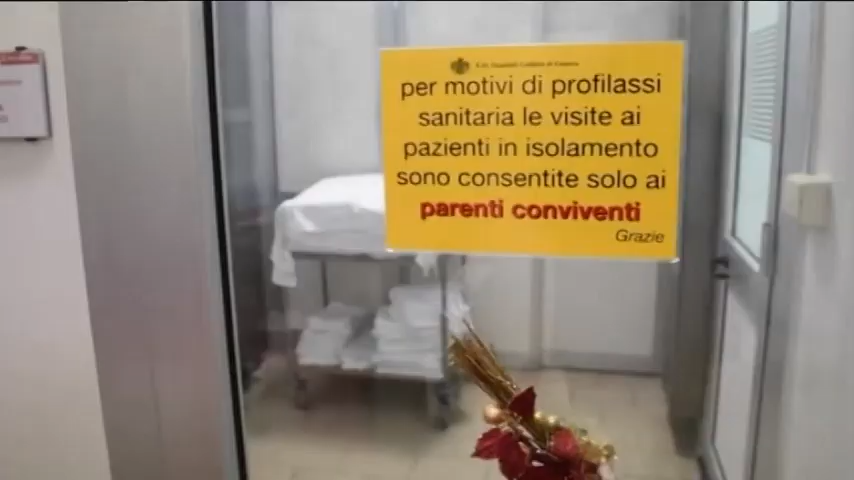 per motivi di profilassi
sanitaria le visite ai
pazienti in isolamento
sono consentite solo ai
parenti conviventi
Grazie